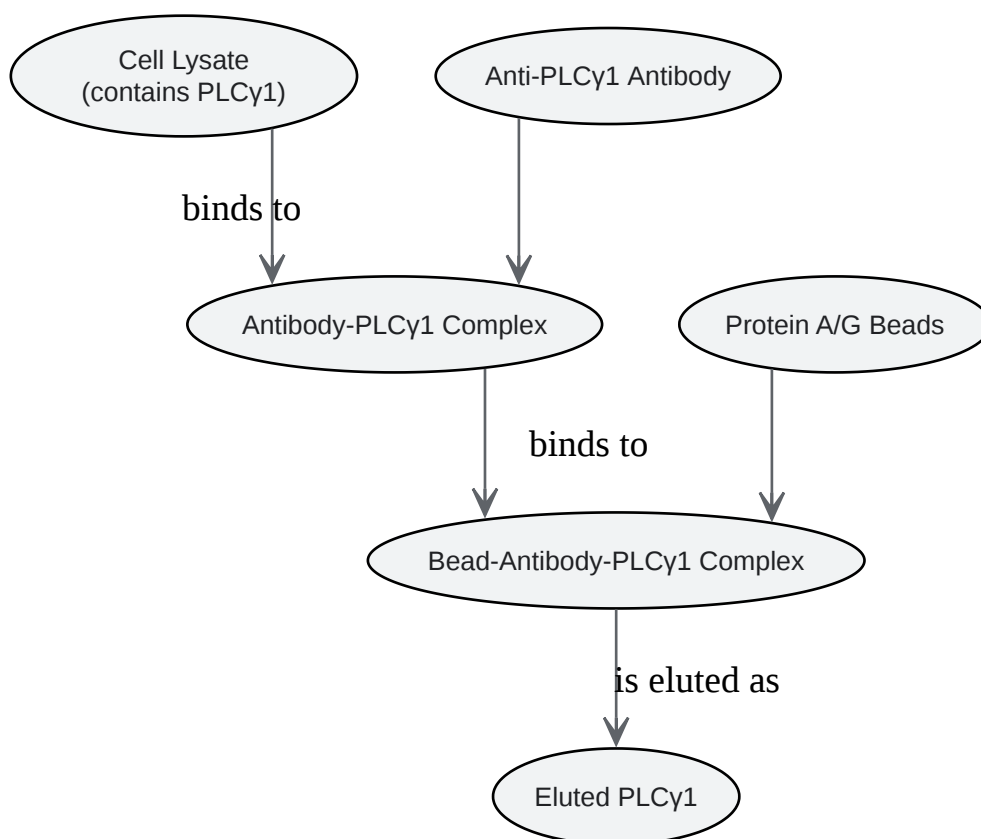 Cell Lysate
(contains PLCγ1)
Anti-PLCγ1 Antibody
binds to
Antibody-PLCγ1 Complex
Protein A/G Beads
binds to
Bead-Antibody-PLCγ1 Complex
is eluted as
Eluted PLCγ1